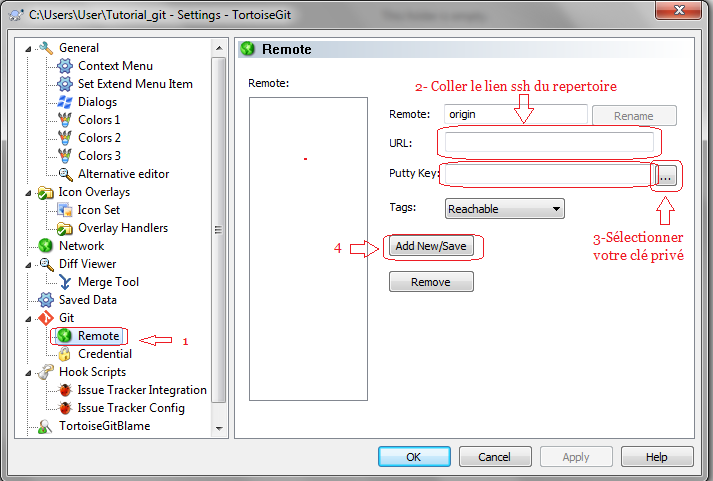 C:\Users\User\Tutorial_git - Settings - TortoiseGit
General
Context Menu
Set Extend Menu Item
Dialogs
Colors 1
Colors 2
Colors 3
Alternative editor
Icon Overlays
Icon Set
Overlay Handlers
Network
Diff Viewer
Merge Tool
Saved Data
Git
Remote
1
Credential
Hook Scripts
Issue Tracker Integration
Issue Tracker Config
TortoiseGitBlame
Remote
Remote:
2- Coller le lien ssh du repertoire
Remote: origin Rename
URL:
Putty Key: ...
Tags: Reachable
3-Sélectionner
votre clé privé
4 Add New/Save
Remove
OK Cancel Apply Help